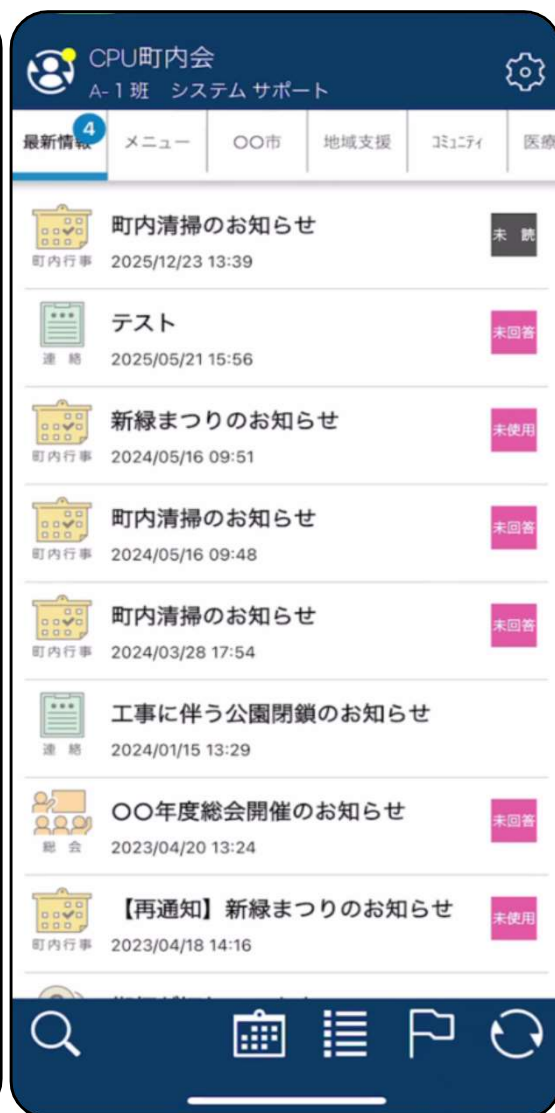 CPU町内会
A-1班 システム サポート
最新情報 4 メニュー 〇〇市 地域支援 コミュニティ 医療
町内清掃のお知らせ 未 読
町内行事 2025/12/23 13:39
テスト 未回答
連 絡 2025/05/21 15:56
新緑まつりのお知らせ 未使用
町内行事 2024/05/16 09:51
町内清掃のお知らせ 未回答
町内行事 2024/05/16 09:48
町内清掃のお知らせ 未回答
町内行事 2024/03/28 17:54
工事に伴う公園閉鎖のお知らせ
連 絡 2024/01/15 13:29
〇〇年度総会開催のお知らせ 未回答
総 会 2023/04/20 13:24
【再通知】新緑まつりのお知らせ 未使用
町内行事 2023/04/18 14:16